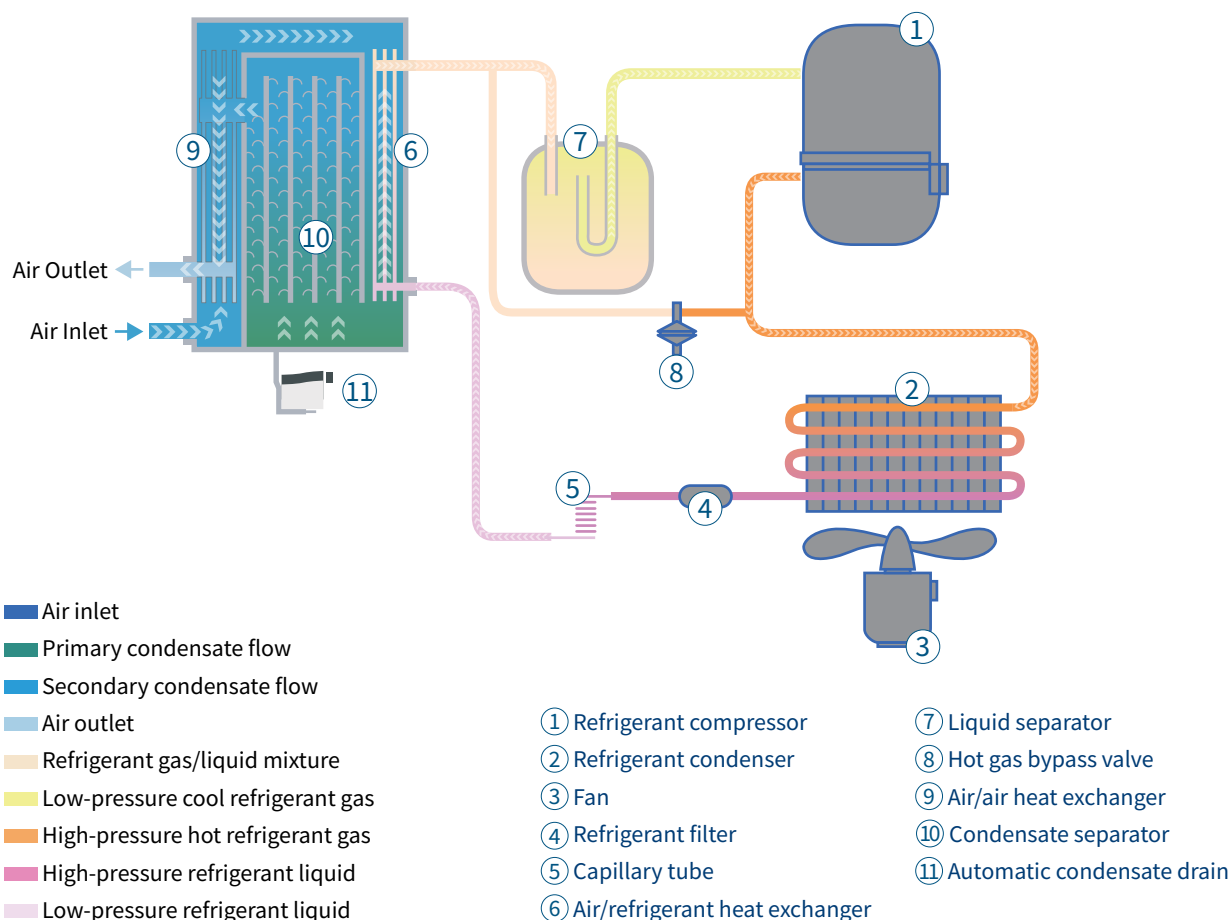 1
7
9
6
10
Air Outlet
Air Inlet
8
11
2
5
4
3
Air inlet
Primary condensate flow
Secondary condensate flow
Air outlet
Refrigerant gas/liquid mixture
Low-pressure cool refrigerant gas
High-pressure hot refrigerant gas
High-pressure refrigerant liquid
Low-pressure refrigerant liquid
1 Refrigerant compressor
2 Refrigerant condenser
3 Fan
4 Refrigerant filter
5 Capillary tube
6 Air/refrigerant heat exchanger
7 Liquid separator
8 Hot gas bypass valve
9 Air/air heat exchanger
10 Condensate separator
11 Automatic condensate drain